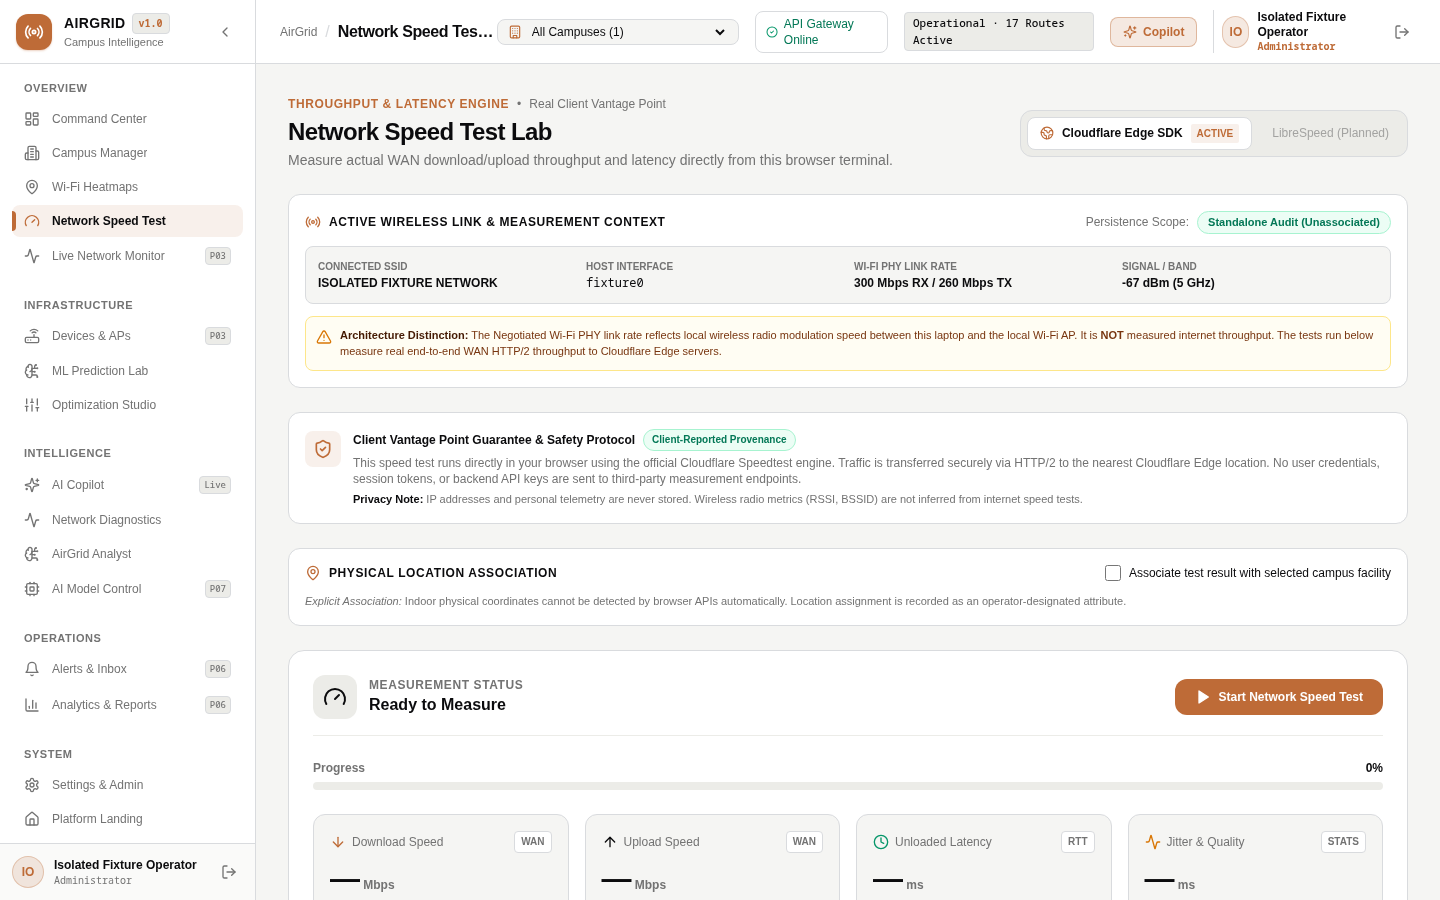 AIRGRID v1.0
Campus Intelligence
OVERVIEW
Command Center
Campus Manager
Wi-Fi Heatmaps
Network Speed Test
Live Network Monitor P03
INFRASTRUCTURE
Devices & APs P03
ML Prediction Lab
Optimization Studio
INTELLIGENCE
AI Copilot Live
Network Diagnostics
AirGrid Analyst
AI Model Control P07
OPERATIONS
Alerts & Inbox P06
Analytics & Reports P06
SYSTEM
Settings & Admin
Platform Landing
IO Isolated Fixture Operator
Administrator
AirGrid / Network Speed Tes…
All Campuses (1)
API Gateway
Online
Operational · 17 Routes
Active
Copilot
IO
Isolated Fixture
Operator
Administrator
THROUGHPUT & LATENCY ENGINE • Real Client Vantage Point
Network Speed Test Lab
Measure actual WAN download/upload throughput and latency directly from this browser terminal.
Cloudflare Edge SDK ACTIVE LibreSpeed (Planned)
ACTIVE WIRELESS LINK & MEASUREMENT CONTEXT
Persistence Scope: Standalone Audit (Unassociated)
CONNECTED SSID
ISOLATED FIXTURE NETWORK
HOST INTERFACE
fixture0
WI-FI PHY LINK RATE
300 Mbps RX / 260 Mbps TX
SIGNAL / BAND
-67 dBm (5 GHz)
Architecture Distinction: The Negotiated Wi-Fi PHY link rate reflects local wireless radio modulation speed between this laptop and the local Wi-Fi AP. It is NOT measured internet throughput. The tests run below
measure real end-to-end WAN HTTP/2 throughput to Cloudflare Edge servers.
Client Vantage Point Guarantee & Safety Protocol Client-Reported Provenance
This speed test runs directly in your browser using the official Cloudflare Speedtest engine. Traffic is transferred securely via HTTP/2 to the nearest Cloudflare Edge location. No user credentials,
session tokens, or backend API keys are sent to third-party measurement endpoints.
Privacy Note: IP addresses and personal telemetry are never stored. Wireless radio metrics (RSSI, BSSID) are not inferred from internet speed tests.
PHYSICAL LOCATION ASSOCIATION
Associate test result with selected campus facility
Explicit Association: Indoor physical coordinates cannot be detected by browser APIs automatically. Location assignment is recorded as an operator-designated attribute.
MEASUREMENT STATUS
Ready to Measure
Start Network Speed Test
Progress 0%
Download Speed WAN
— Mbps
Upload Speed WAN
— Mbps
Unloaded Latency RTT
— ms
Jitter & Quality STATS
— ms